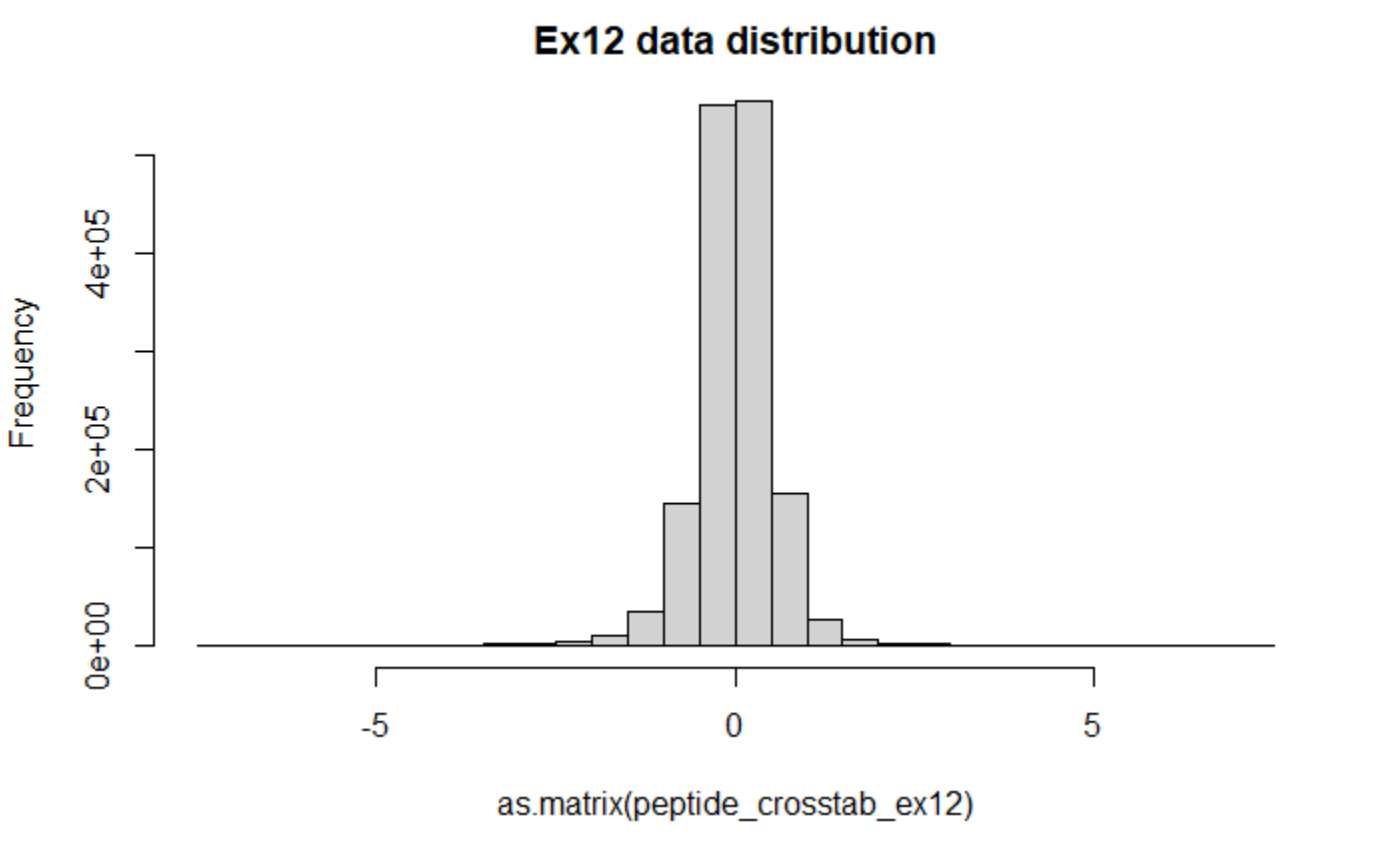 Ex12 data distribution
Frequency
4e+05
2e+05
0e+00
-5 0 5
as.matrix(peptide_crosstab_ex12)